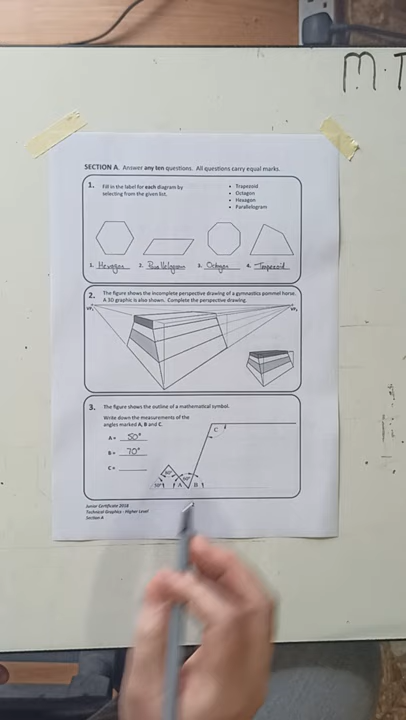 M.T
SECTION A. Answer any ten questions. All questions carry equal marks.
1. Fill in the label for each diagram by
selecting from the given list.
• Trapezoid
• Octagon
• Hexagon
• Parallelogram
1. Hexagon 2. Parallelogram 3. Octagon 4. Trapezoid
2. The figure shows the incomplete perspective drawing of a gymnastics pommel horse.
A 3D graphic is also shown. Complete the perspective drawing.
VP₁
3. The figure shows the outline of a mathematical symbol.
Write down the measurements of the
angles marked A, B and C.
A = 50°
B = 70°
C =
C
A B
Junior Certificate 2018
Technical Graphics - Higher Level
Section A